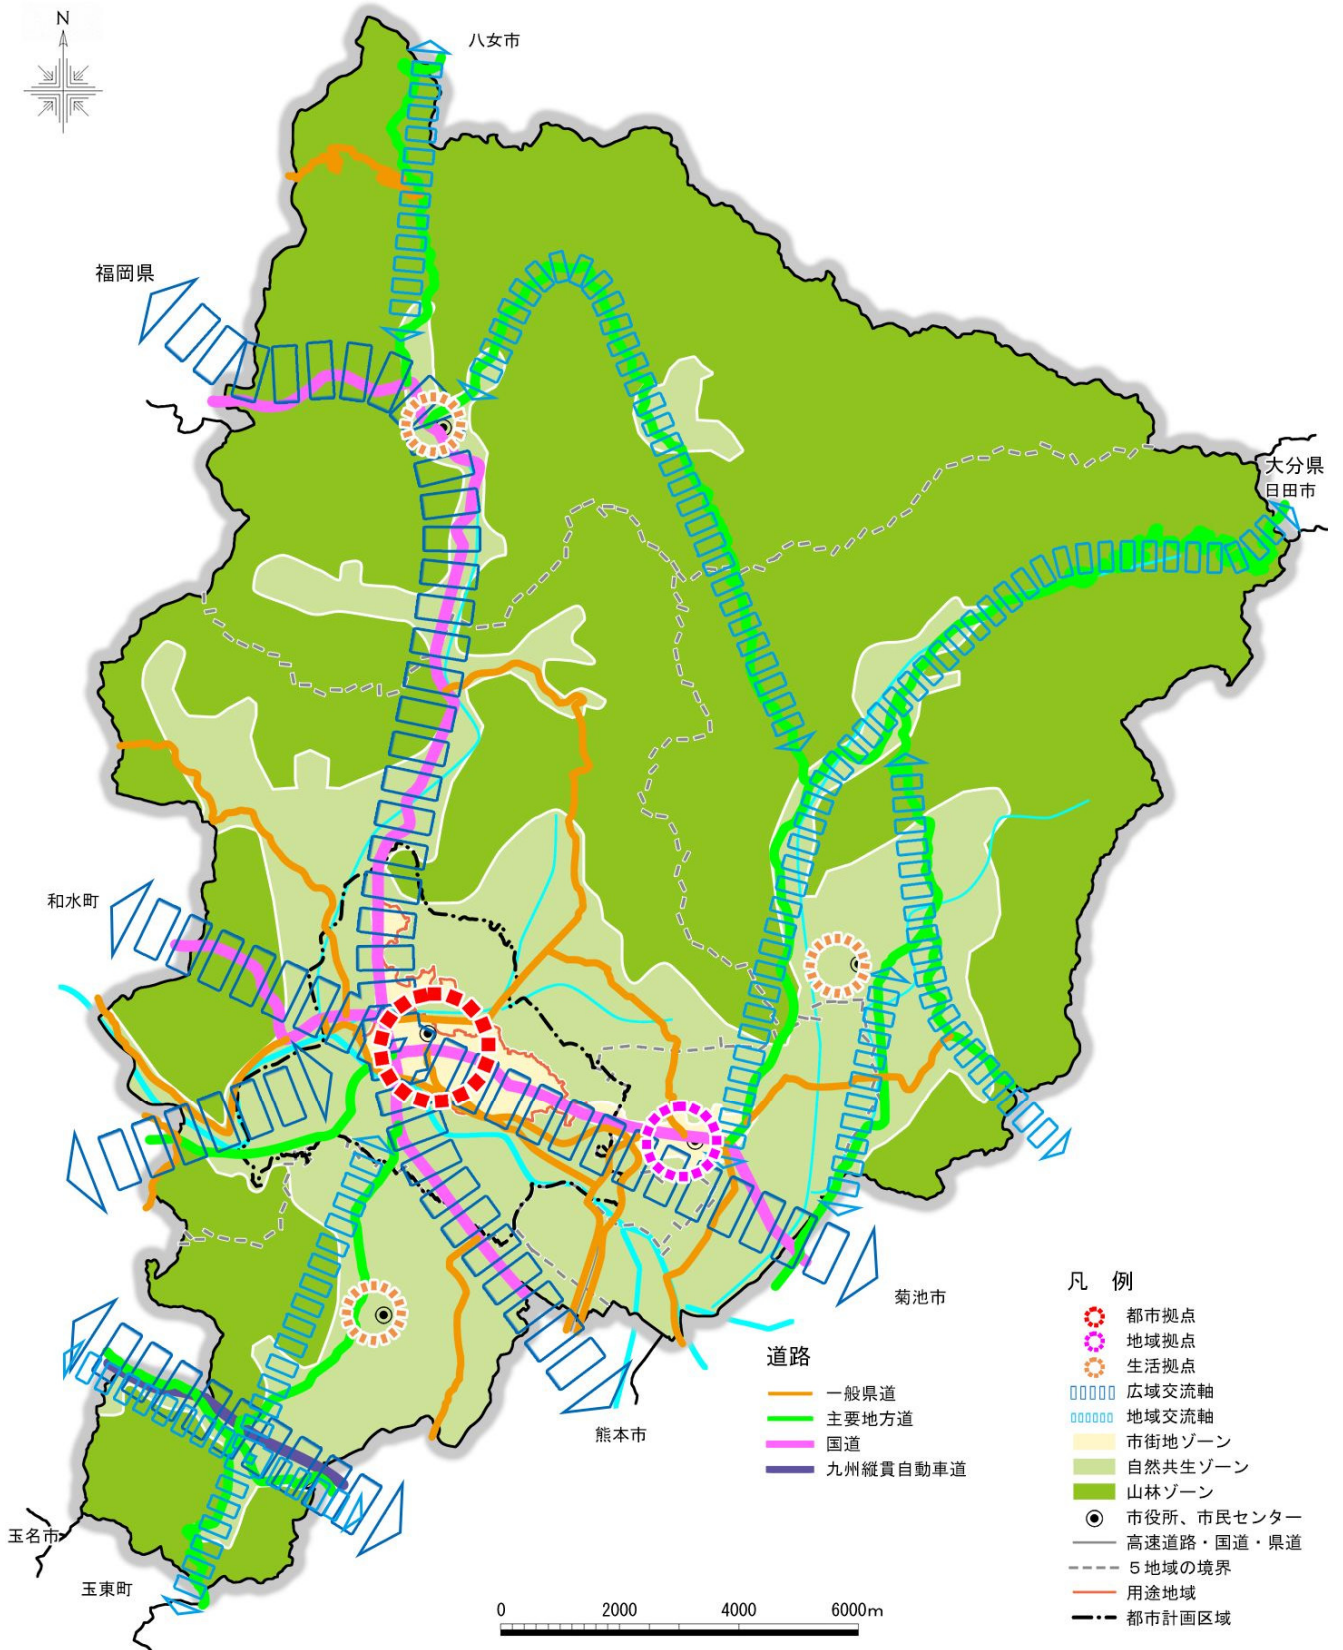 N
八女市
福岡県
大分県
日田市
和水町
菊池市
熊本市
玉名市
玉東町
道路
一般県道
主要地方道
国道
九州縦貫自動車道
凡 例
都市拠点
地域拠点
生活拠点
広域交流軸
地域交流軸
市街地ゾーン
自然共生ゾーン
山林ゾーン
市役所、市民センター
高速道路・国道・県道
5地域の境界
用途地域
都市計画区域
0 2000 4000 6000m